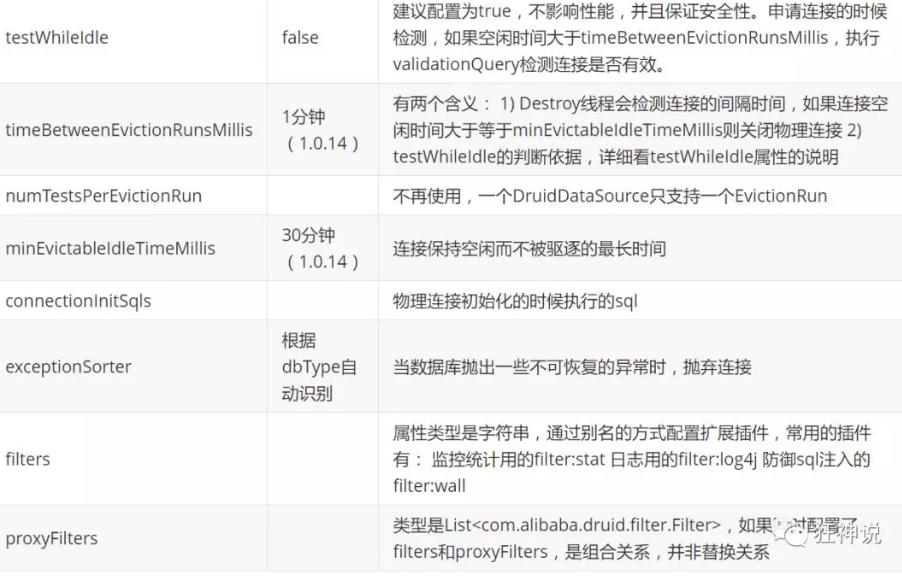 建议配置为true，不影响性能，并且保证安全性。申请连接的时候
testWhileIdle
false
检测，如果空闲时间大于timeBetweenEvictionRunsMillis，执行
validationQuery检测连接是否有效。
timeBetweenEvictionRunsMillis
1分钟
（ 1.0.14 ）
有两个含义： 1) Destroy线程会检测连接的间隔时间，如果连接空
闲时间大于等于minEvictableIdleTimeMillis则关闭物理连接 2)
testWhileIdle的判断依据，详细看testWhileIdle属性的说明
numTestsPerEvictionRun
不再使用，一个DruidDataSource只支持一个EvictionRun
minEvictableIdleTimeMillis
30分钟
（ 1.0.14 ）
连接保持空闲而不被驱逐的最长时间
connectionInitSqls
物理连接初始化的时候执行的sql
exceptionSorter
根据
dbType自
动识别
当数据库抛出一些不可恢复的异常时，抛弃连接
filters
属性类型是字符串，通过别名的方式配置扩展插件，常用的插件
有： 监控统计用的filter:stat 日志用的filter:log4j 防御sql注入的
filter:wall
proxyFilters
类型是List<com.alibaba.druid.filter.Filter>，如果 时配置了
filters和proxyFilters，是组合关系，并非替换关系
狂神说